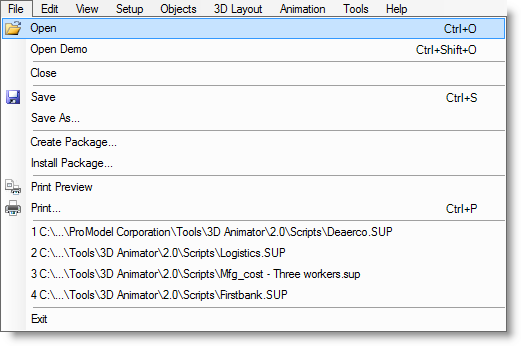 File Edit View Setup Objects 3D Layout Animation Tools Help
Open Ctrl+O
Open Demo Ctrl+Shift+O
Close
Save Ctrl+S
Save As...
Create Package...
Install Package...
Print Preview
Print... Ctrl+P
1 C:\...\ProModel Corporation\Tools\3D Animator\2.0\Scripts\Deaerco.SUP
2 C:\...\Tools\3D Animator\2.0\Scripts\Logistics.SUP
3 C:\...\Tools\3D Animator\2.0\Scripts\Mfg_cost - Three workers.sup
4 C:\...\Tools\3D Animator\2.0\Scripts\Firstbank.SUP
Exit